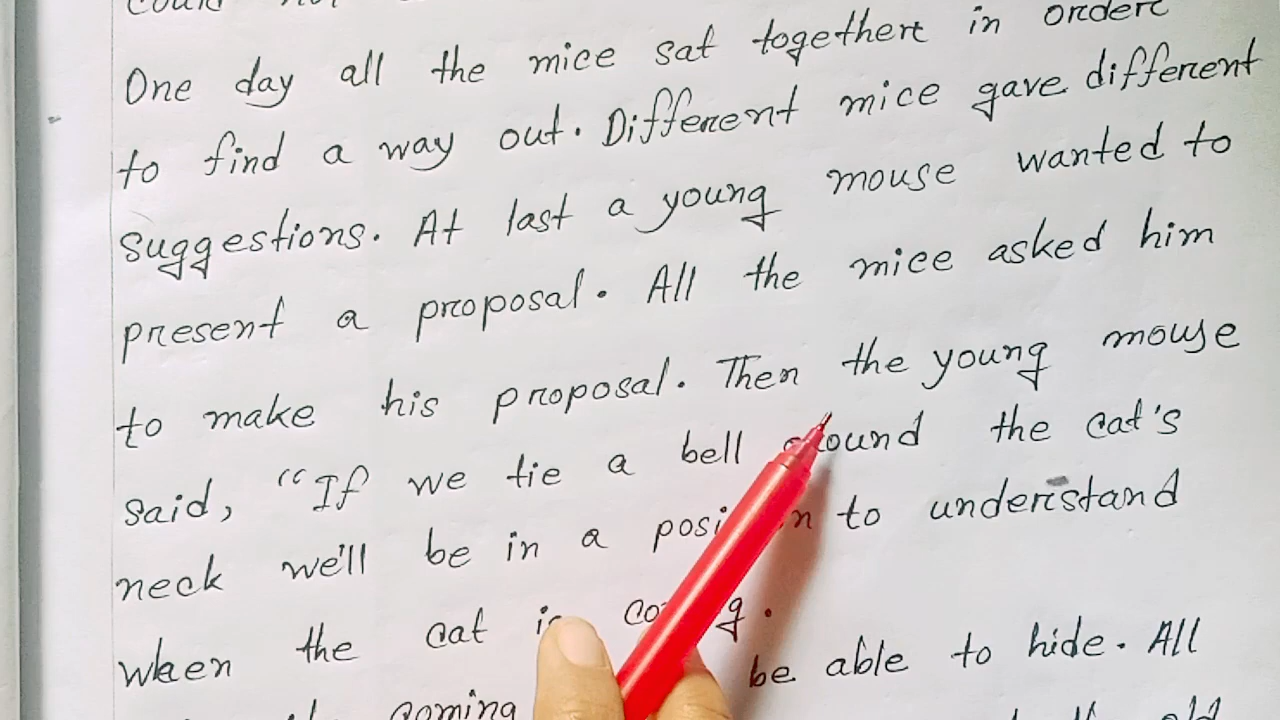 could not
One day all the mice sat together in order
to find a way out. Different mice gave different
suggestions. At last a young mouse wanted to
present a proposal. All the mice asked him
to make his proposal. Then the young mouse
said, "If we tie a bell around the cat's
neck we'll be in a position to understand
when the cat is coming.
coming be able to hide. All